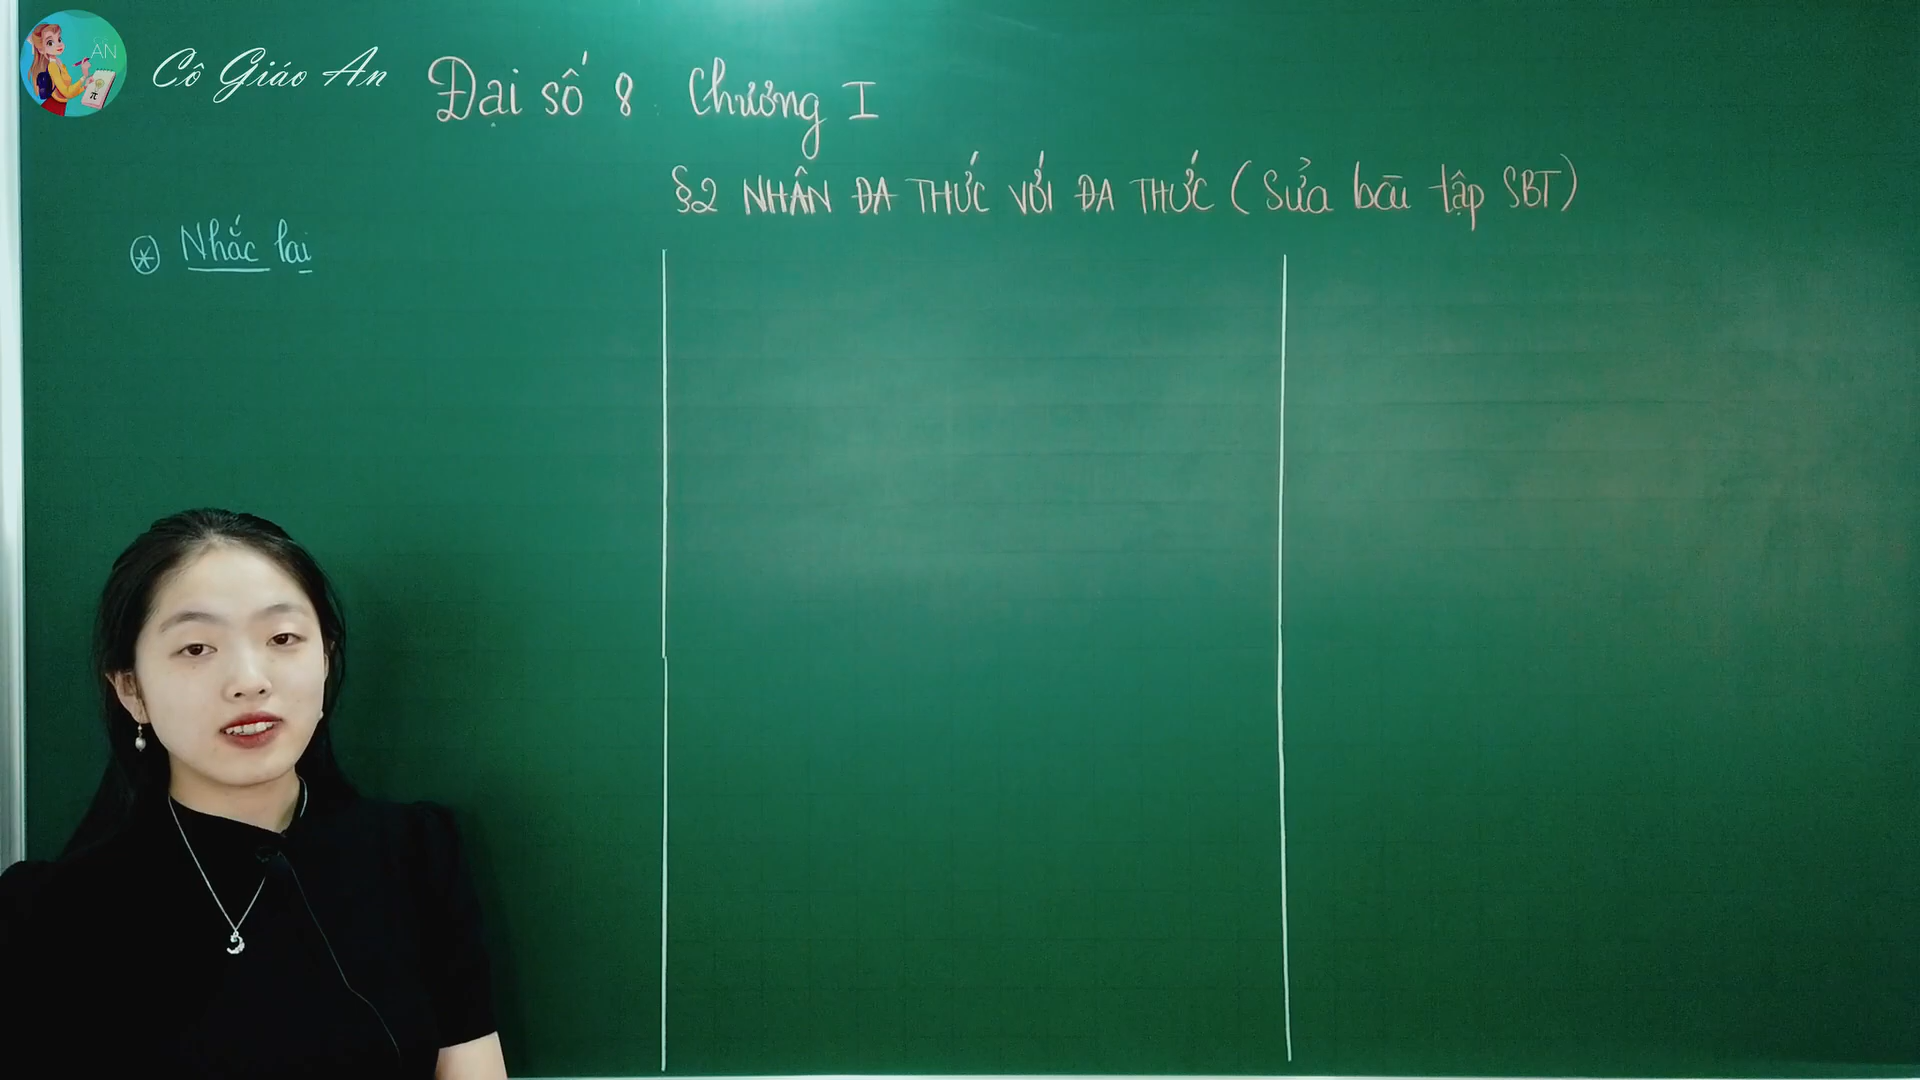 AN
Cô Giáo An
Đại số 8 Chương I
§2 NHÂN ĐA THỨC VỚI ĐA THỨC (Sửa bài tập SBT)
⊛ Nhắc lại